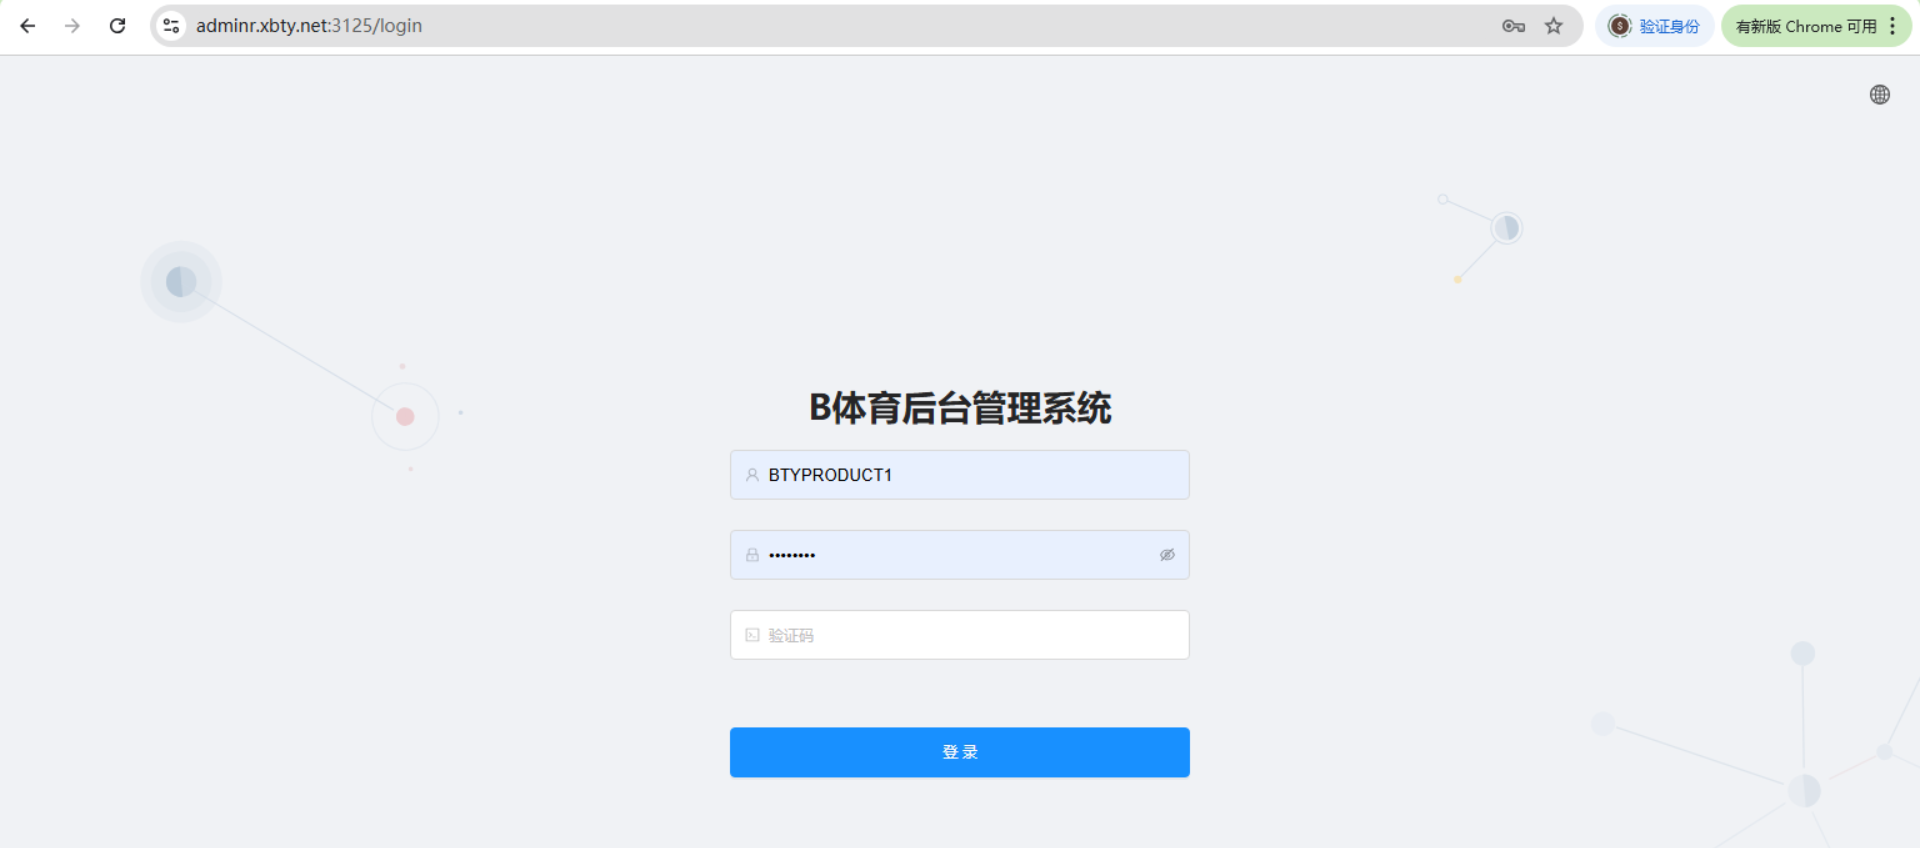 adminr.xbty.net:3125/login
验证身份
有新版 Chrome 可用
B体育后台管理系统
BTYPRODUCT1
••••••••
验证码
登 录